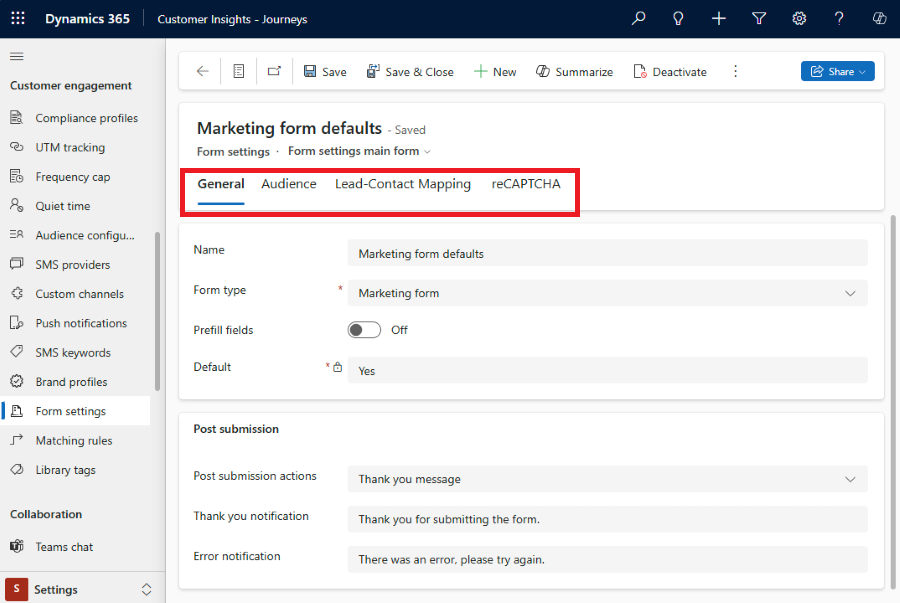 Dynamics 365 Customer Insights - Journeys
Customer engagement
Compliance profiles
UTM tracking
Frequency cap
Quiet time
Audience configu...
SMS providers
Custom channels
Push notifications
SMS keywords
Brand profiles
Form settings
Matching rules
Library tags
Collaboration
Teams chat
S Settings
Save Save & Close New Summarize Deactivate Share
Marketing form defaults - Saved
Form settings · Form settings main form
General Audience Lead-Contact Mapping reCAPTCHA
Name Marketing form defaults
Form type * Marketing form
Prefill fields Off
Default * Yes
Post submission
Post submission actions Thank you message
Thank you notification Thank you for submitting the form.
Error notification There was an error, please try again.